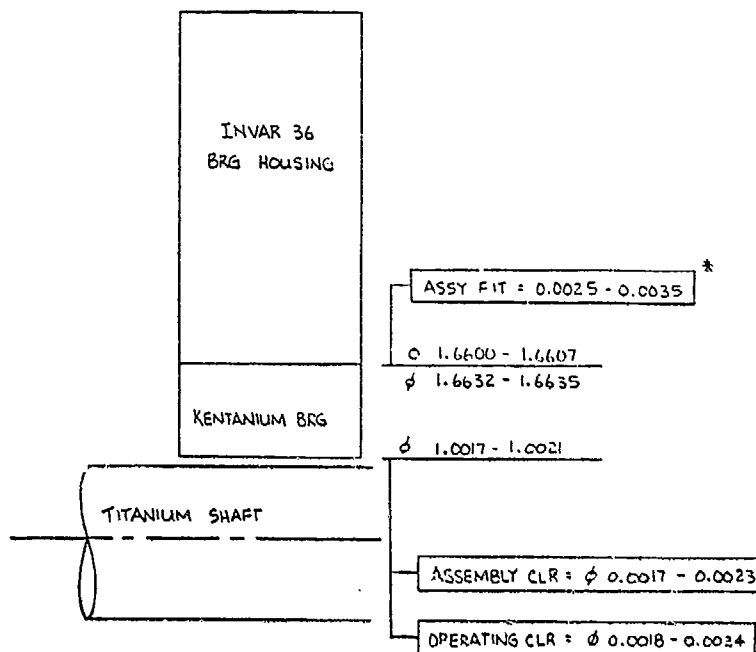 INVAR 36
BRG HOUSING
*
ASSY FIT = 0.0025 - 0.0035
⌀ 1.6600 - 1.6607
ϕ 1.6632 - 1.6635
KENTANIUM BRG
ϕ 1.0017 - 1.0021
TITANIUM SHAFT
ASSEMBLY CLR = ϕ 0.0017 - 0.0023
OPERATING CLR = ϕ 0.0018 - 0.0024